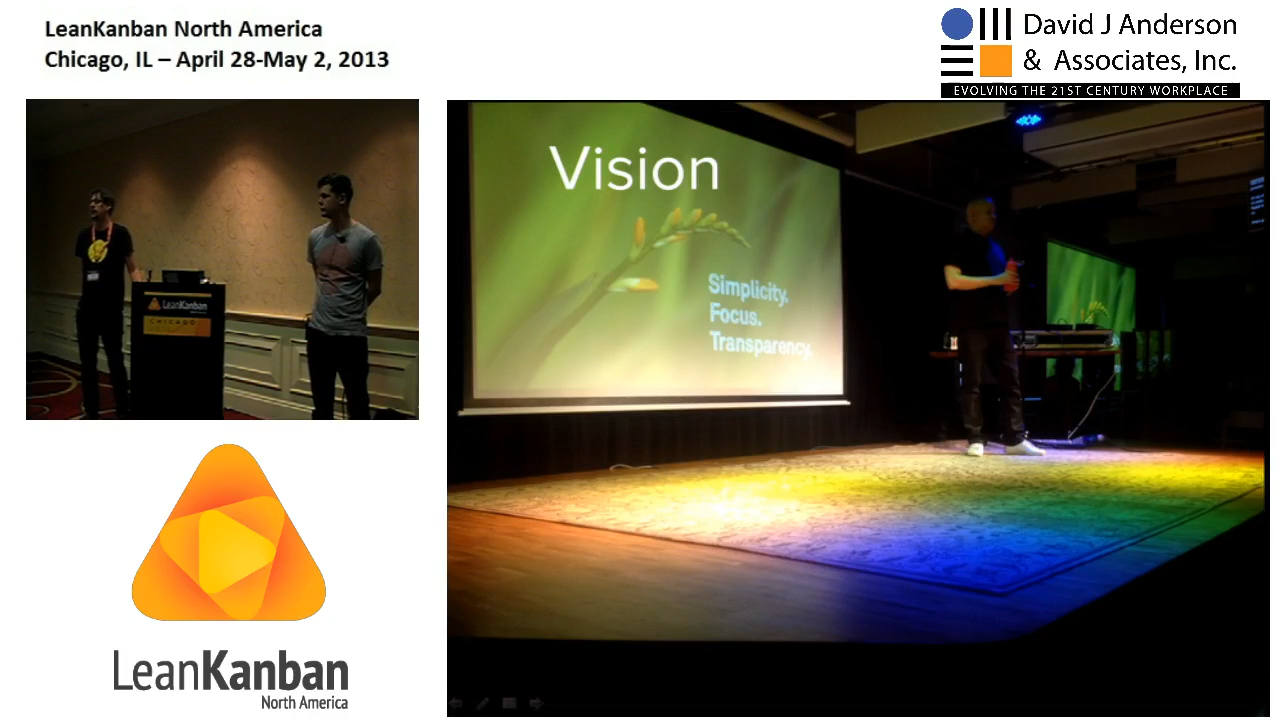 LeanKanban North America
Chicago, IL – April 28-May 2, 2013
David J Anderson
& Associates, Inc.
EVOLVING THE 21ST CENTURY WORKPLACE
LeanKanban
CHICAGO
Vision
Simplicity.
Focus.
Transparency.
LeanKanban
North America